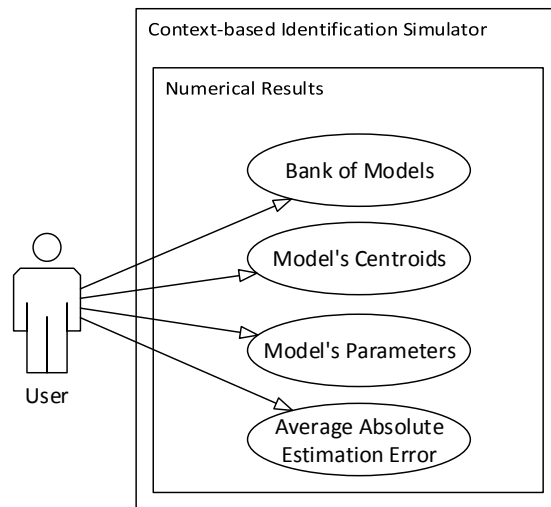 Context-based Identification Simulator
Numerical Results
Bank of Models
Model's Centroids
Model's Parameters
Average Absolute
Estimation Error
User